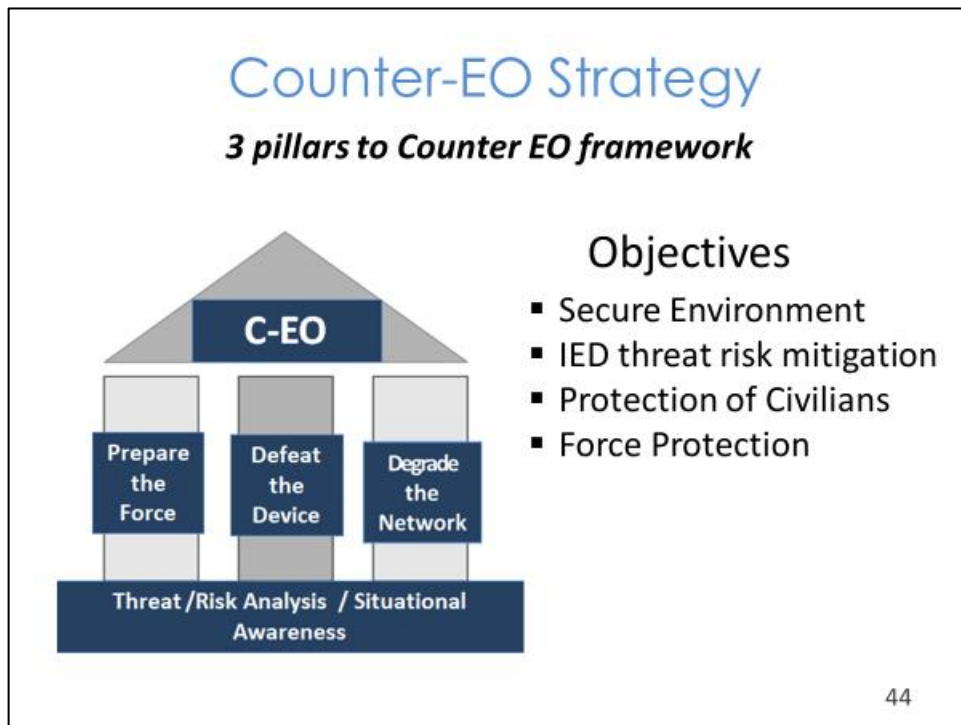 Counter-EO Strategy
3 pillars to Counter EO framework
C-EO
Prepare
the
Force
Defeat
the
Device
Degrade
the
Network
Threat /Risk Analysis / Situational
Awareness
Objectives
▪ Secure Environment
▪ IED threat risk mitigation
▪ Protection of Civilians
▪ Force Protection
44